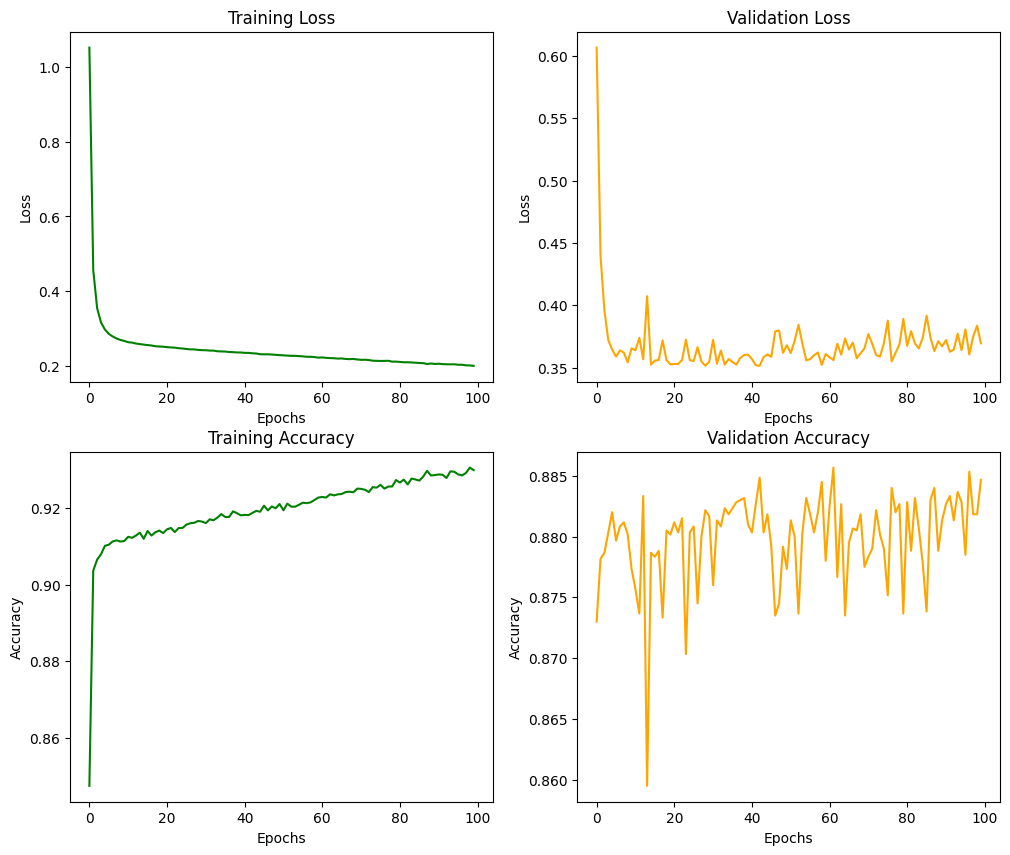 Training Loss
1.0
0.8
0.6
0.4
0.2
Loss
0 20 40 60 80 100
Epochs
Validation Loss
0.60
0.55
0.50
0.45
0.40
0.35
Loss
0 20 40 60 80 100
Epochs
Training Accuracy
0.92
0.90
0.88
0.86
Accuracy
0 20 40 60 80 100
Epochs
Validation Accuracy
0.885
0.880
0.875
0.870
0.865
0.860
Accuracy
0 20 40 60 80 100
Epochs